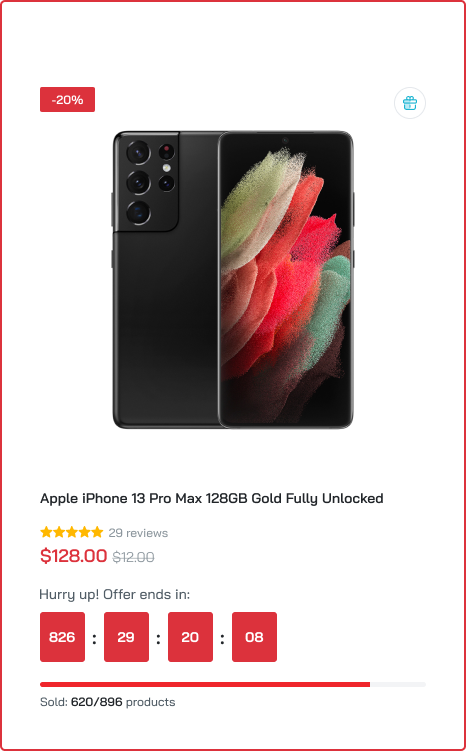 -20%
Apple iPhone 13 Pro Max 128GB Gold Fully Unlocked
29 reviews
$128.00 $12.00
Hurry up! Offer ends in:
826 : 29 : 20 : 08
Sold: 620/896 products